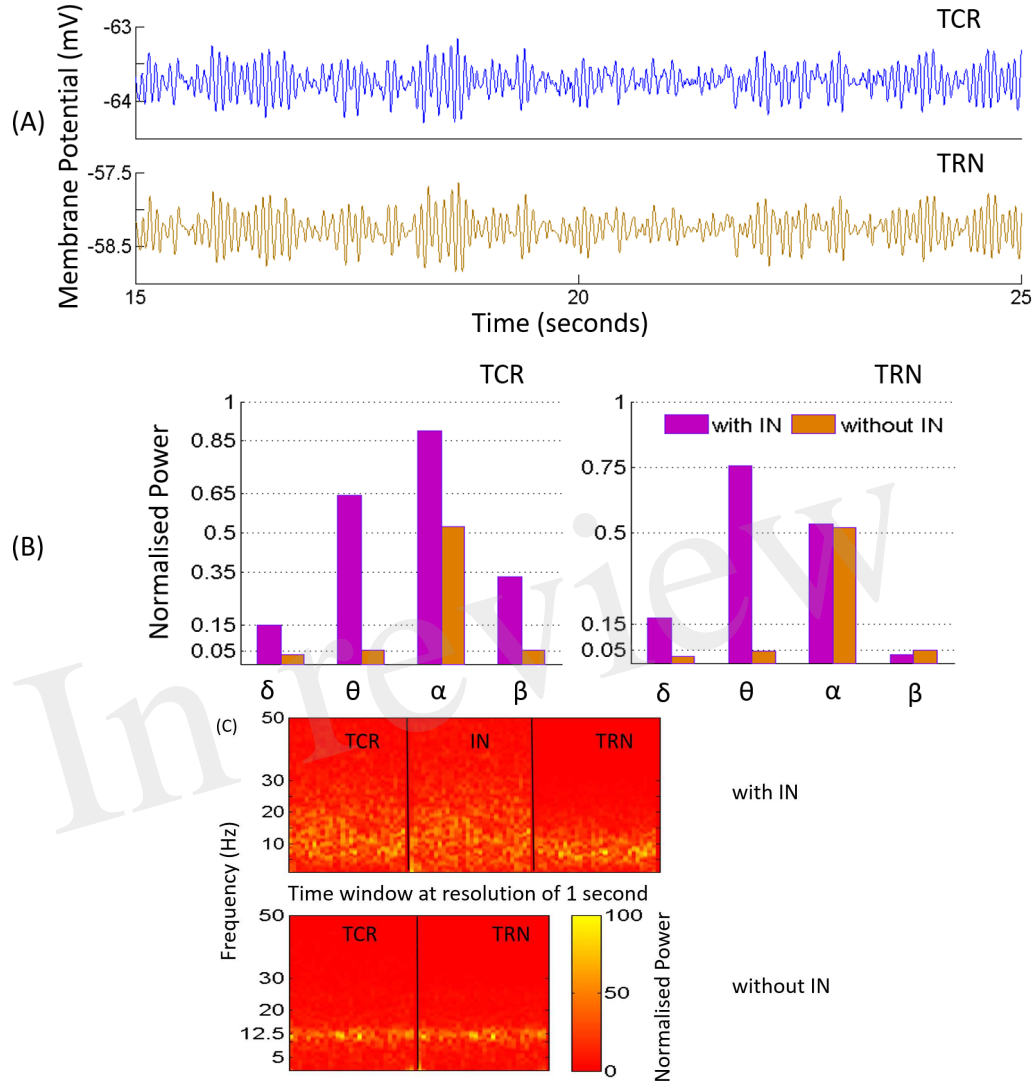 TCR
-63
-64
Membrane Potential (mV)
(A)
TRN
-57.5
-58.5
15
20
25
Time (seconds)
(B)
TCR
Normalised Power
1
0.85
0.65
0.5
0.35
0.15
0.05
δ
θ
α
β
TRN
with IN
without IN
1
0.75
0.5
0.15
0.05
δ
θ
α
β
In review
(C)
TCR
IN
TRN
50
30
20
10
with IN
Frequency (Hz)
Time window at resolution of 1 second
TCR
TRN
50
30
20
12.5
5
100
50
0
Normalised Power
without IN